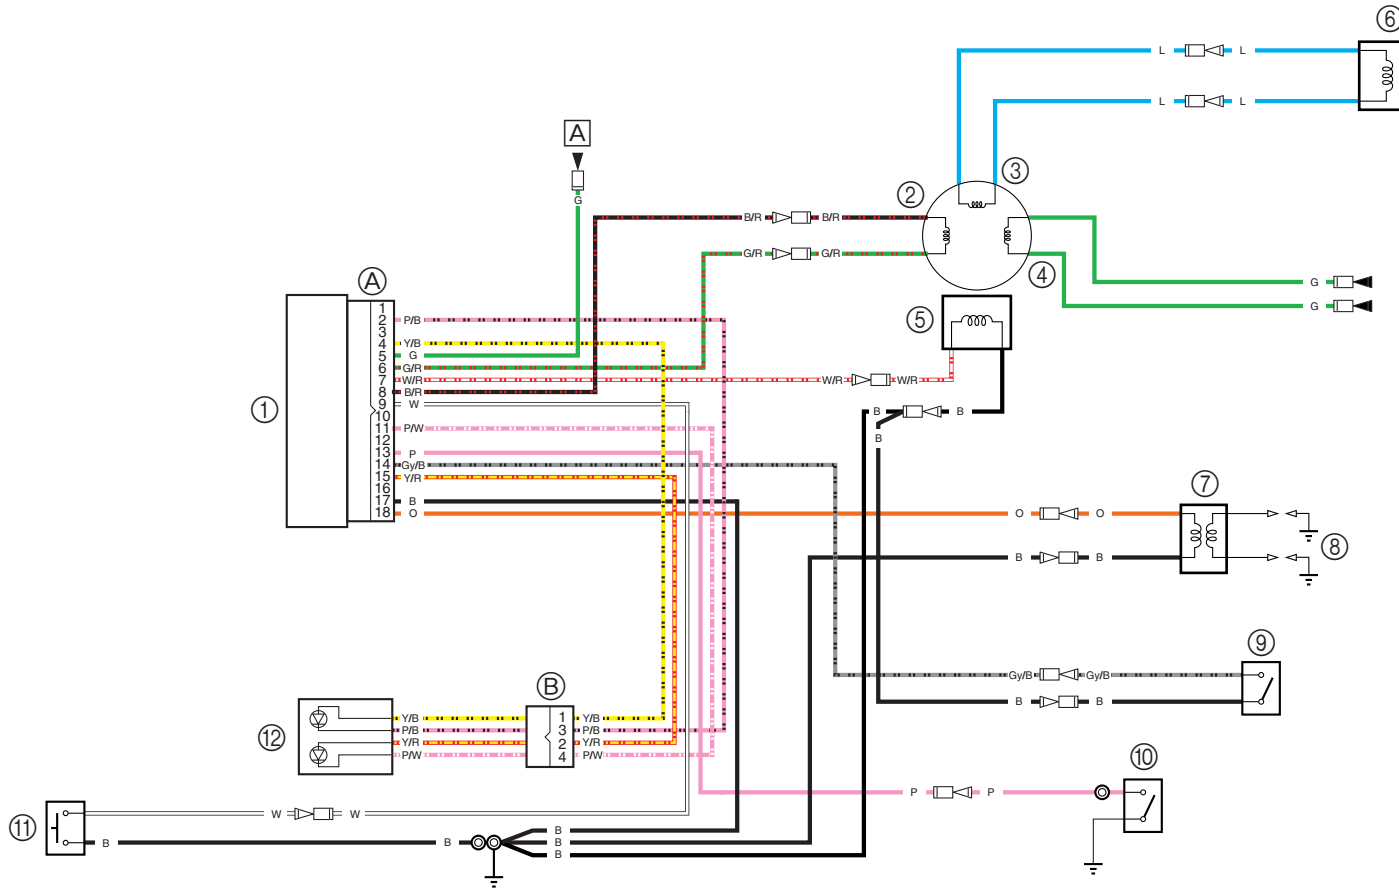 ⑥
L L
L L
A
③
②
G
B/R B/R
G/R G/R
④
Ⓐ
G
G
⑤
1
2 P/B
3
4 Y/B
5 G
6 G/R
7 W/R W/R W/R
8 B/R
9 W
10
11 P/W
12
13 P
14 Gy/B
15 Y/R
16
17 B
18 O
①
B B
B
⑦
O O
B B
⑧
⑨
Gy/B Gy/B
B B
Ⓑ
⑫
Y/B 1 Y/B
P/B 3 P/B
Y/R 2 Y/R
P/W 4 P/W
⑩
P P
⑪
W W
B B
B
B
B